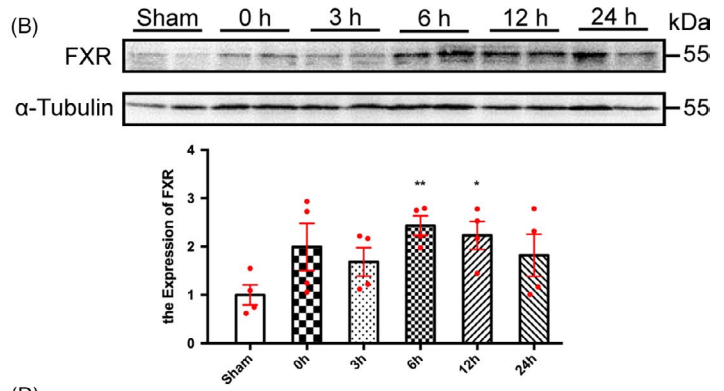 (B) Sham 0 h 3 h 6 h 12 h 24 h kDa
FXR 55
α-Tubulin 55
the Expression of FXR
4
3
2
1
0
** *
Sham 0h 3h 6h 12h 24h